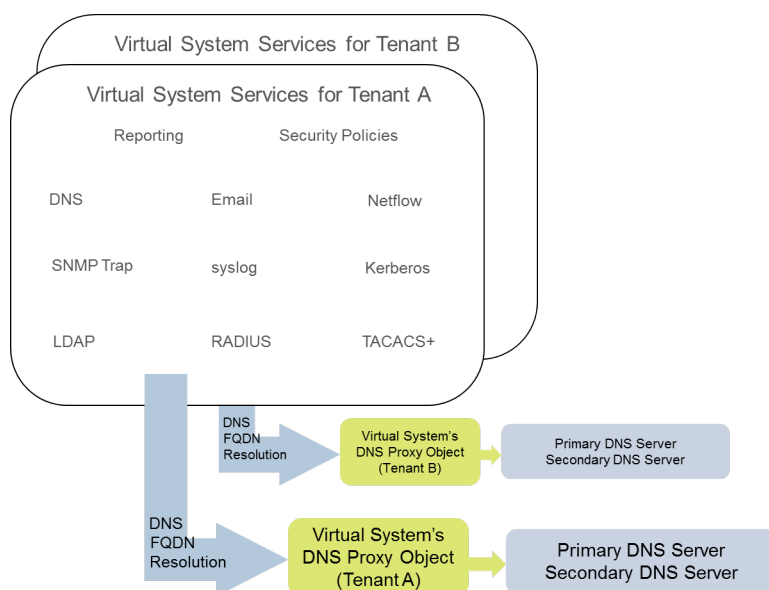 Virtual System Services for Tenant B
Virtual System Services for Tenant A
Reporting
Security Policies
DNS
Email
Netflow
SNMP Trap
syslog
Kerberos
LDAP
RADIUS
TACACS+
DNS
FQDN
Resolution
Virtual System's
DNS Proxy Object
(Tenant B)
Primary DNS Server
Secondary DNS Server
DNS
FQDN
Resolution
Virtual System's
DNS Proxy Object
(Tenant A)
Primary DNS Server
Secondary DNS Server